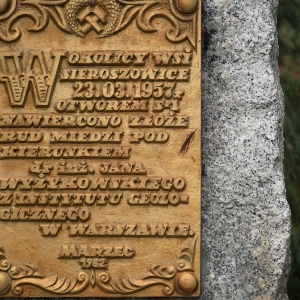 W OKOLICY WSI
SIEROSZOWICE
23.03.1957r.
OTWOREM S-1
NAWIERCONO ZŁOŻE
RUD MIEDZI POD
KIERUNKIEM
dr inż. JANA
WYŻYKOWSKIEGO
Z INSTYTUTU GEOLO-
GICZNEGO
W WARSZAWIE.
MARZEC
1982